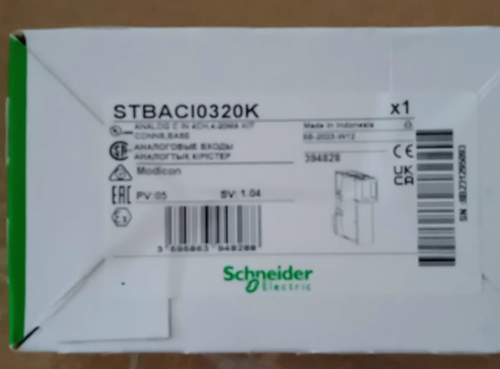 STBACI0320K x1
ANALOG C IN 4CH,4-20MA KIT Made in Indonesia
CONNS,BASE
АНАЛОГОВЫЕ ВХОДЫ 394828
АНАЛОГТЫҚ КІРІСТЕР
Modicon
PV:05 SV: 1.04
Schneider
Electric